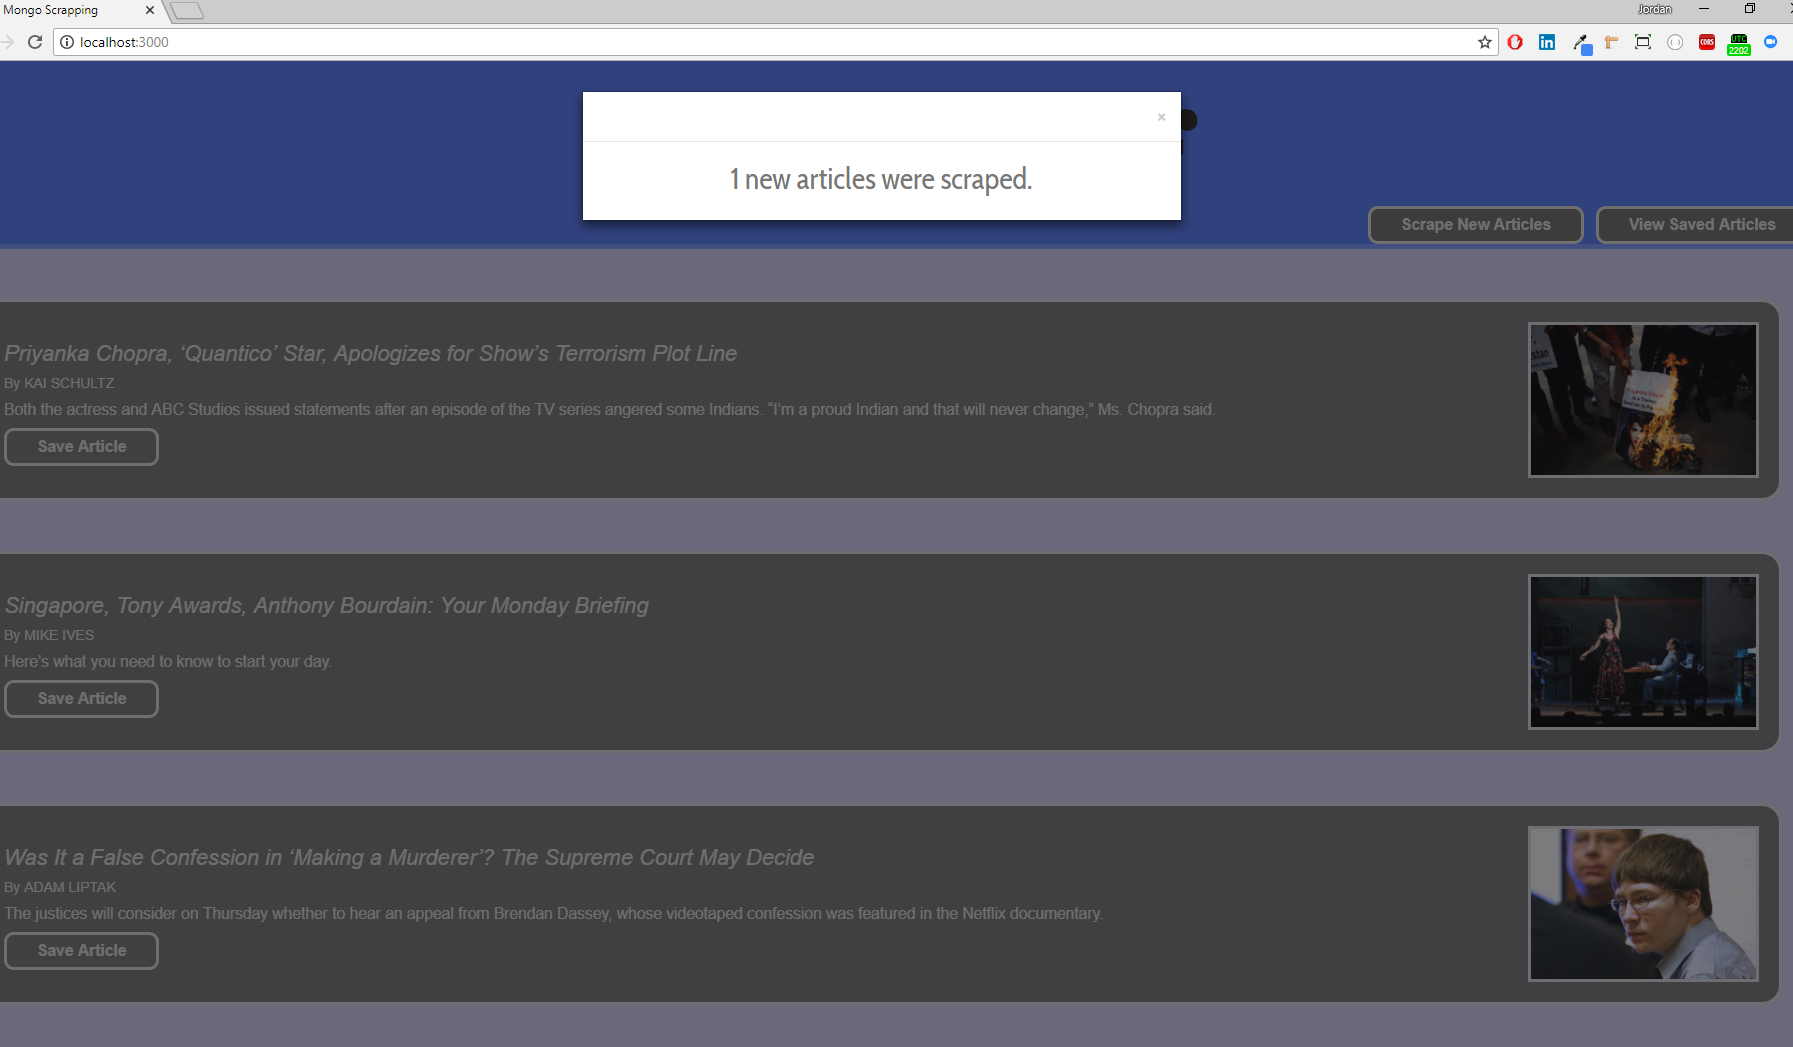 Mongo Scrapping
Jordan
localhost:3000
CORS
UTC
2202
×
1 new articles were scraped.
Scrape New Articles
View Saved Articles
Priyanka Chopra, ‘Quantico’ Star, Apologizes for Show’s Terrorism Plot Line
By KAI SCHULTZ
Both the actress and ABC Studios issued statements after an episode of the TV series angered some Indians. “I’m a proud Indian and that will never change,” Ms. Chopra said.
Save Article
Singapore, Tony Awards, Anthony Bourdain: Your Monday Briefing
By MIKE IVES
Here’s what you need to know to start your day.
Save Article
Was It a False Confession in ‘Making a Murderer’? The Supreme Court May Decide
By ADAM LIPTAK
The justices will consider on Thursday whether to hear an appeal from Brendan Dassey, whose videotaped confession was featured in the Netflix documentary.
Save Article